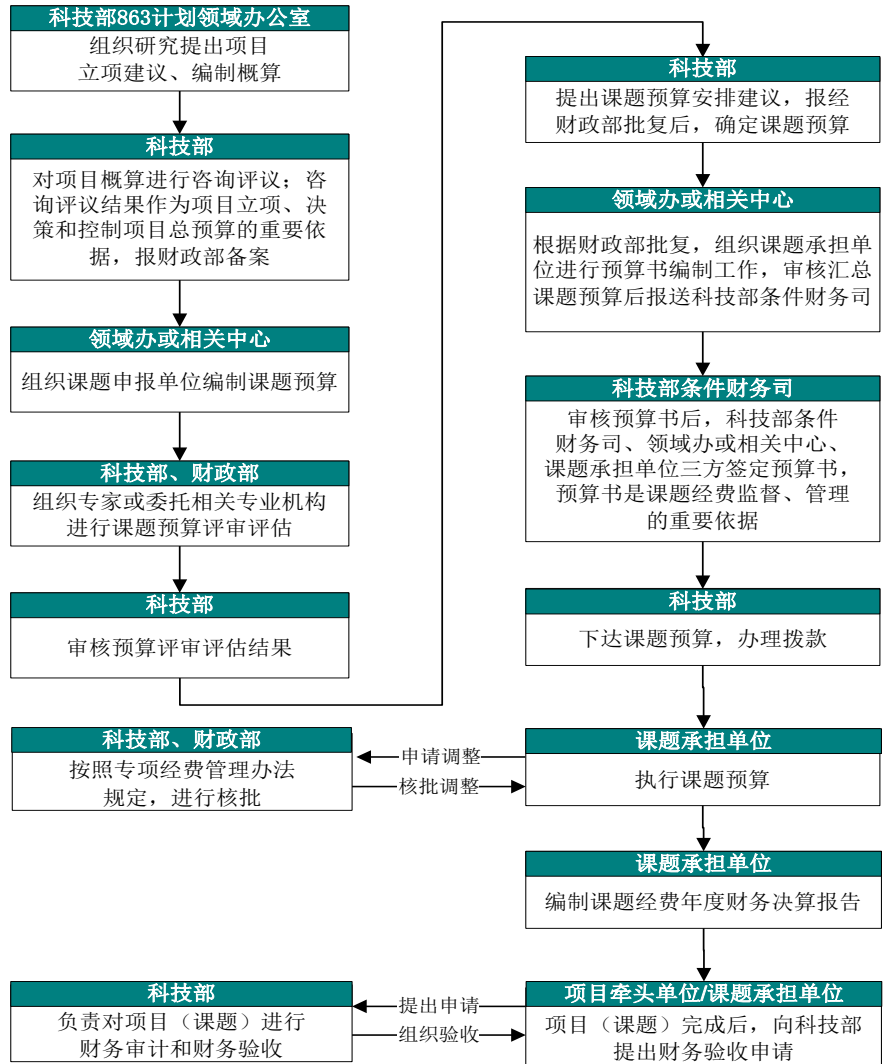 科技部863计划领域办公室
组织研究提出项目
立项建议、编制概算
科技部
对项目概算进行咨询评议；咨
询评议结果作为项目立项、决
策和控制项目总预算的重要依
据，报财政部备案
领域办或相关中心
组织课题申报单位编制课题预算
科技部、财政部
组织专家或委托相关专业机构
进行课题预算评审评估
科技部
审核预算评审评估结果
科技部
提出课题预算安排建议，报经
财政部批复后，确定课题预算
领域办或相关中心
根据财政部批复，组织课题承担单
位进行预算书编制工作，审核汇总
课题预算后报送科技部条件财务司
科技部条件财务司
审核预算书后，科技部条件
财务司、领域办或相关中心、
课题承担单位三方签定预算书，
预算书是课题经费监督、管理
的重要依据
科技部
下达课题预算，办理拨款
课题承担单位
执行课题预算
申请调整
核批调整
科技部、财政部
按照专项经费管理办法
规定，进行核批
课题承担单位
编制课题经费年度财务决算报告
项目牵头单位/课题承担单位
项目（课题）完成后，向科技部
提出财务验收申请
提出申请
组织验收
科技部
负责对项目（课题）进行
财务审计和财务验收